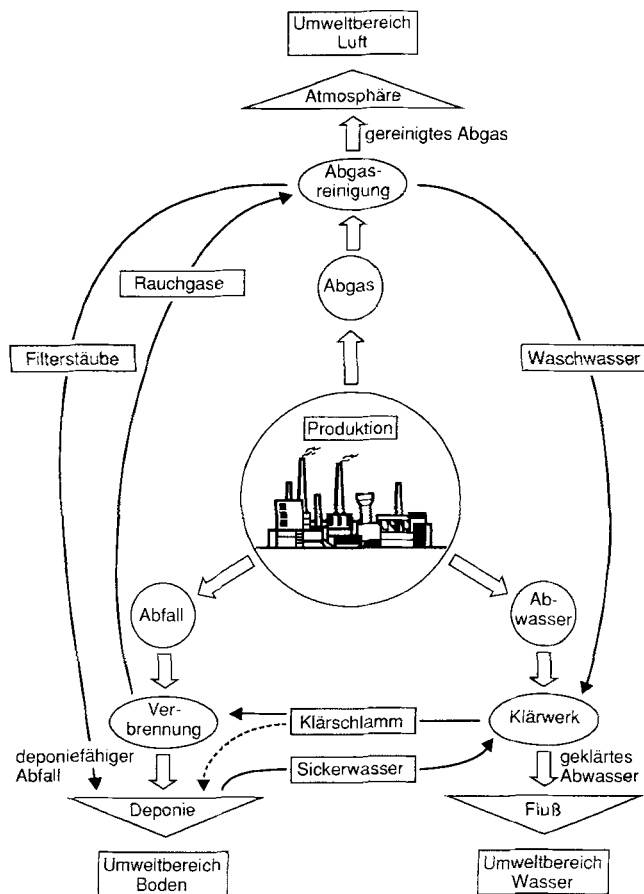 Umweltbereich
Luft
Atmosphäre
gereinigtes Abgas
Abgas-
reinigung
Rauchgase
Abgas
Filterstäube
Waschwasser
Produktion
Abfall
Ab-
wasser
Ver-
brennung
Klärschlamm
Klärwerk
deponiefähiger
Abfall
Sickerwasser
geklärtes
Abwasser
Deponie
Fluß
Umweltbereich
Boden
Umweltbereich
Wasser